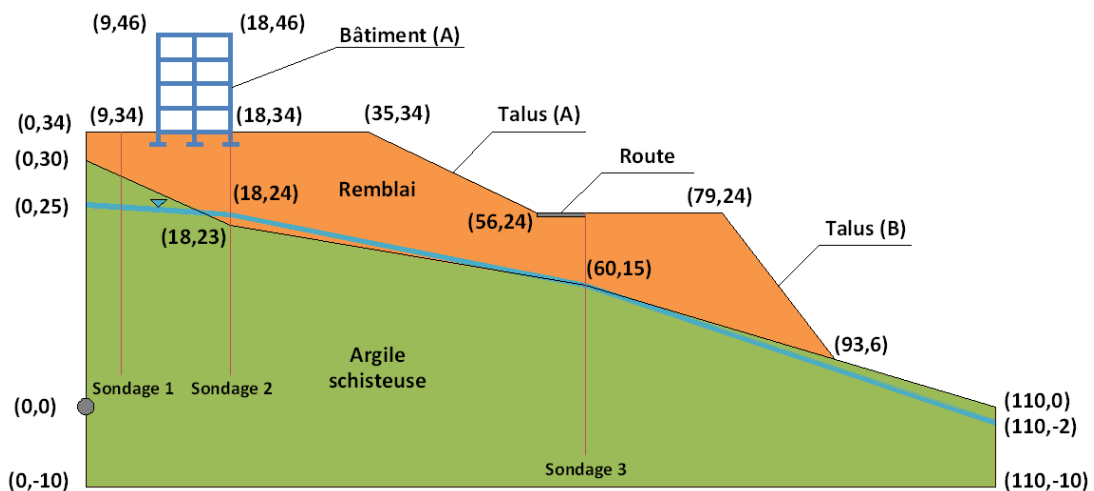 (9,46)
(18,46)
Bâtiment (A)
(0,34)
(9,34)
(18,34)
(35,34)
Talus (A)
(0,30)
Route
Remblai
(18,24)
(79,24)
(0,25)
(56,24)
(18,23)
Talus (B)
(60,15)
Argile
schisteuse
(93,6)
Sondage 1
Sondage 2
(0,0)
(110,0)
(110,-2)
Sondage 3
(0,-10)
(110,-10)